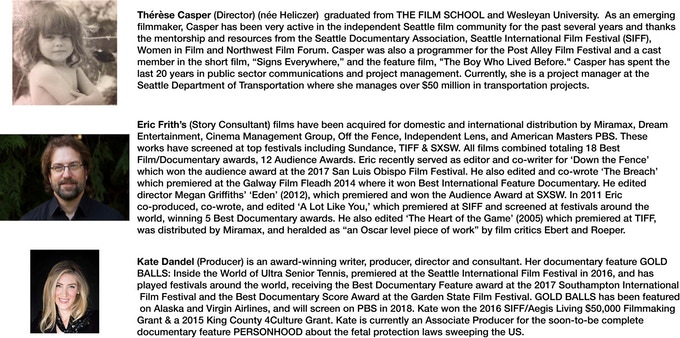 Thérèse Casper (Director) (née Heliczer)  graduated from THE FILM SCHOOL and Wesleyan University.  As an emerging
filmmaker, Casper has been very active in the independent Seattle film community for the past several years and thanks
the mentorship and resources from the Seattle Documentary Association, Seattle International Film Festival (SIFF),
Women in Film and Northwest Film Forum. Casper was also a programmer for the Post Alley Film Festival and a cast
member in the short film, “Signs Everywhere,” and the feature film, "The Boy Who Lived Before." Casper has spent the
last 20 years in public sector communications and project management. Currently, she is a project manager at the
Seattle Department of Transportation where she manages over $50 million in transportation projects.
Eric Frith’s (Story Consultant) films have been acquired for domestic and international distribution by Miramax, Dream
Entertainment, Cinema Management Group, Off the Fence, Independent Lens, and American Masters PBS. These
works have screened at top festivals including Sundance, TIFF & SXSW. All films combined totaling 18 Best
Film/Documentary awards, 12 Audience Awards. Eric recently served as editor and co-writer for ‘Down the Fence’
which won the audience award at the 2017 San Luis Obispo Film Festival. He also edited and co-wrote ‘The Breach’
which premiered at the Galway Film Fleadh 2014 where it won Best International Feature Documentary. He edited
director Megan Griffiths’ ‘Eden’ (2012), which premiered and won the Audience Award at SXSW. In 2011 Eric
co-produced, co-wrote, and edited ‘A Lot Like You,’ which premiered at SIFF and screened at festivals around the
world, winning 5 Best Documentary awards. He also edited ‘The Heart of the Game’ (2005) which premiered at TIFF,
was distributed by Miramax, and heralded as “an Oscar level piece of work” by film critics Ebert and Roeper.
Kate Dandel (Producer) is an award-winning writer, producer, director and consultant. Her documentary feature GOLD
BALLS: Inside the World of Ultra Senior Tennis, premiered at the Seattle International Film Festival in 2016, and has
played festivals around the world, receiving the Best Documentary Feature award at the 2017 Southampton International
Film Festival and the Best Documentary Score Award at the Garden State Film Festival. GOLD BALLS has been featured
on Alaska and Virgin Airlines, and will screen on PBS in 2018. Kate won the 2016 SIFF/Aegis Living $50,000 Filmmaking
Grant & a 2015 King County 4Culture Grant. Kate is currently an Associate Producer for the soon-to-be complete
documentary feature PERSONHOOD about the fetal protection laws sweeping the US.